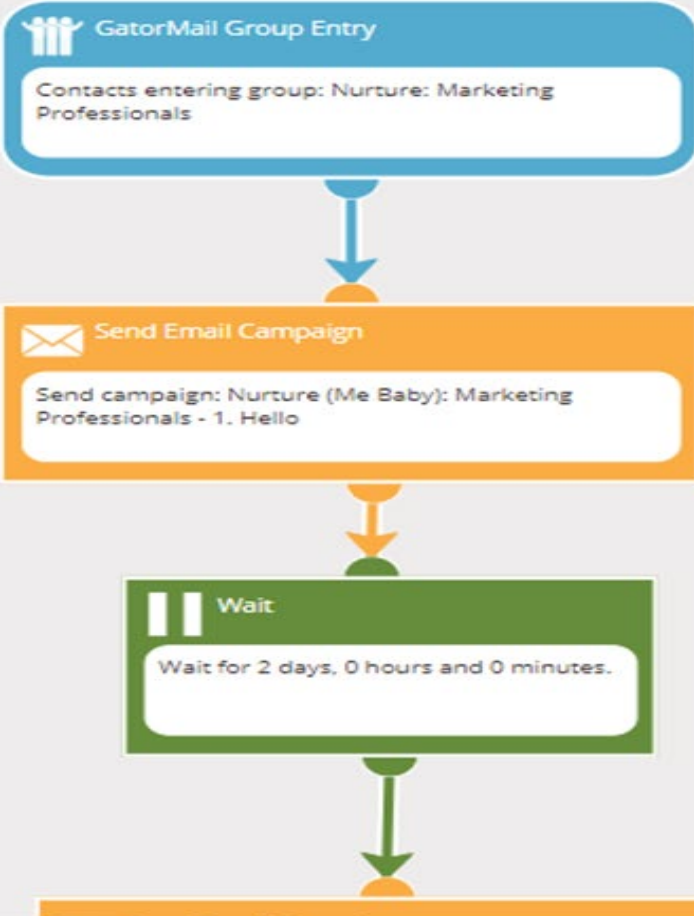 GatorMail Group Entry
Contacts entering group: Nurture: Marketing
Professionals
Send Email Campaign
Send campaign: Nurture (Me Baby): Marketing
Professionals - 1. Hello
Wait
Wait for 2 days, 0 hours and 0 minutes.